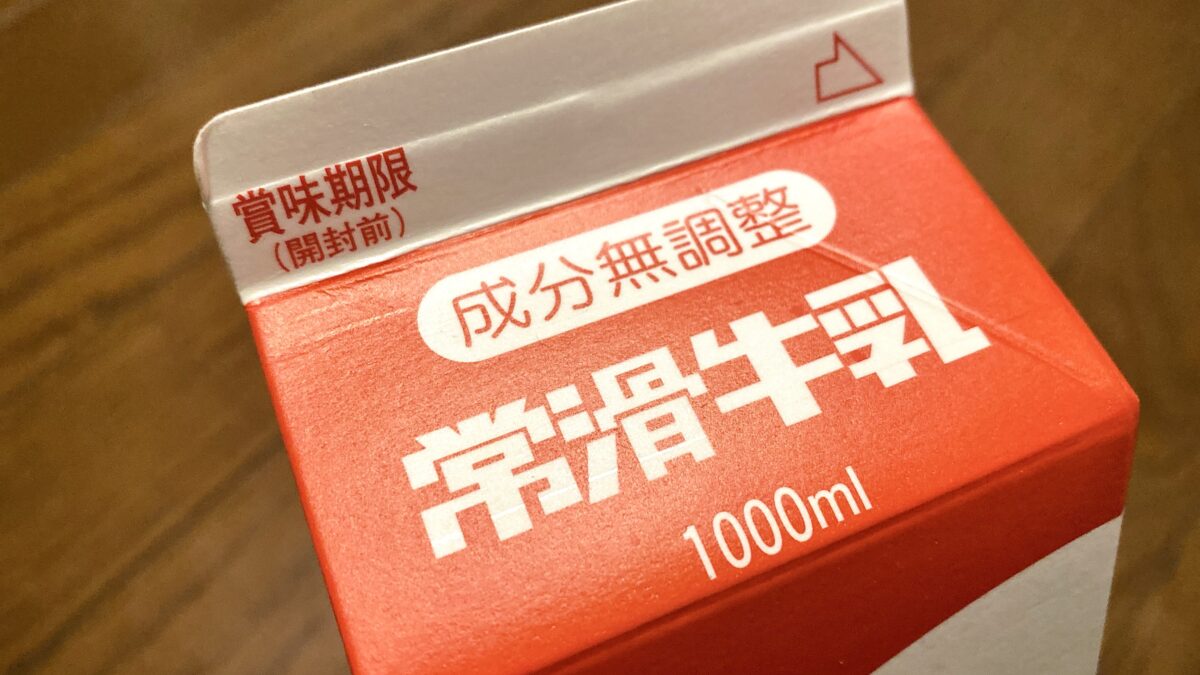 賞味期限
(開封前)
成分無調整
常滑牛乳
1000ml